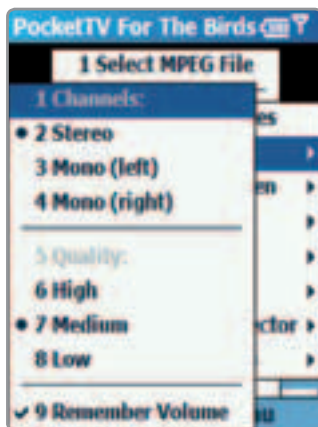 PocketTV For The Birds
1 Select MPEG File
1 Channels:
2 Stereo
3 Mono (left)
4 Mono (right)
5 Quality:
6 High
7 Medium
8 Low
9 Remember Volume